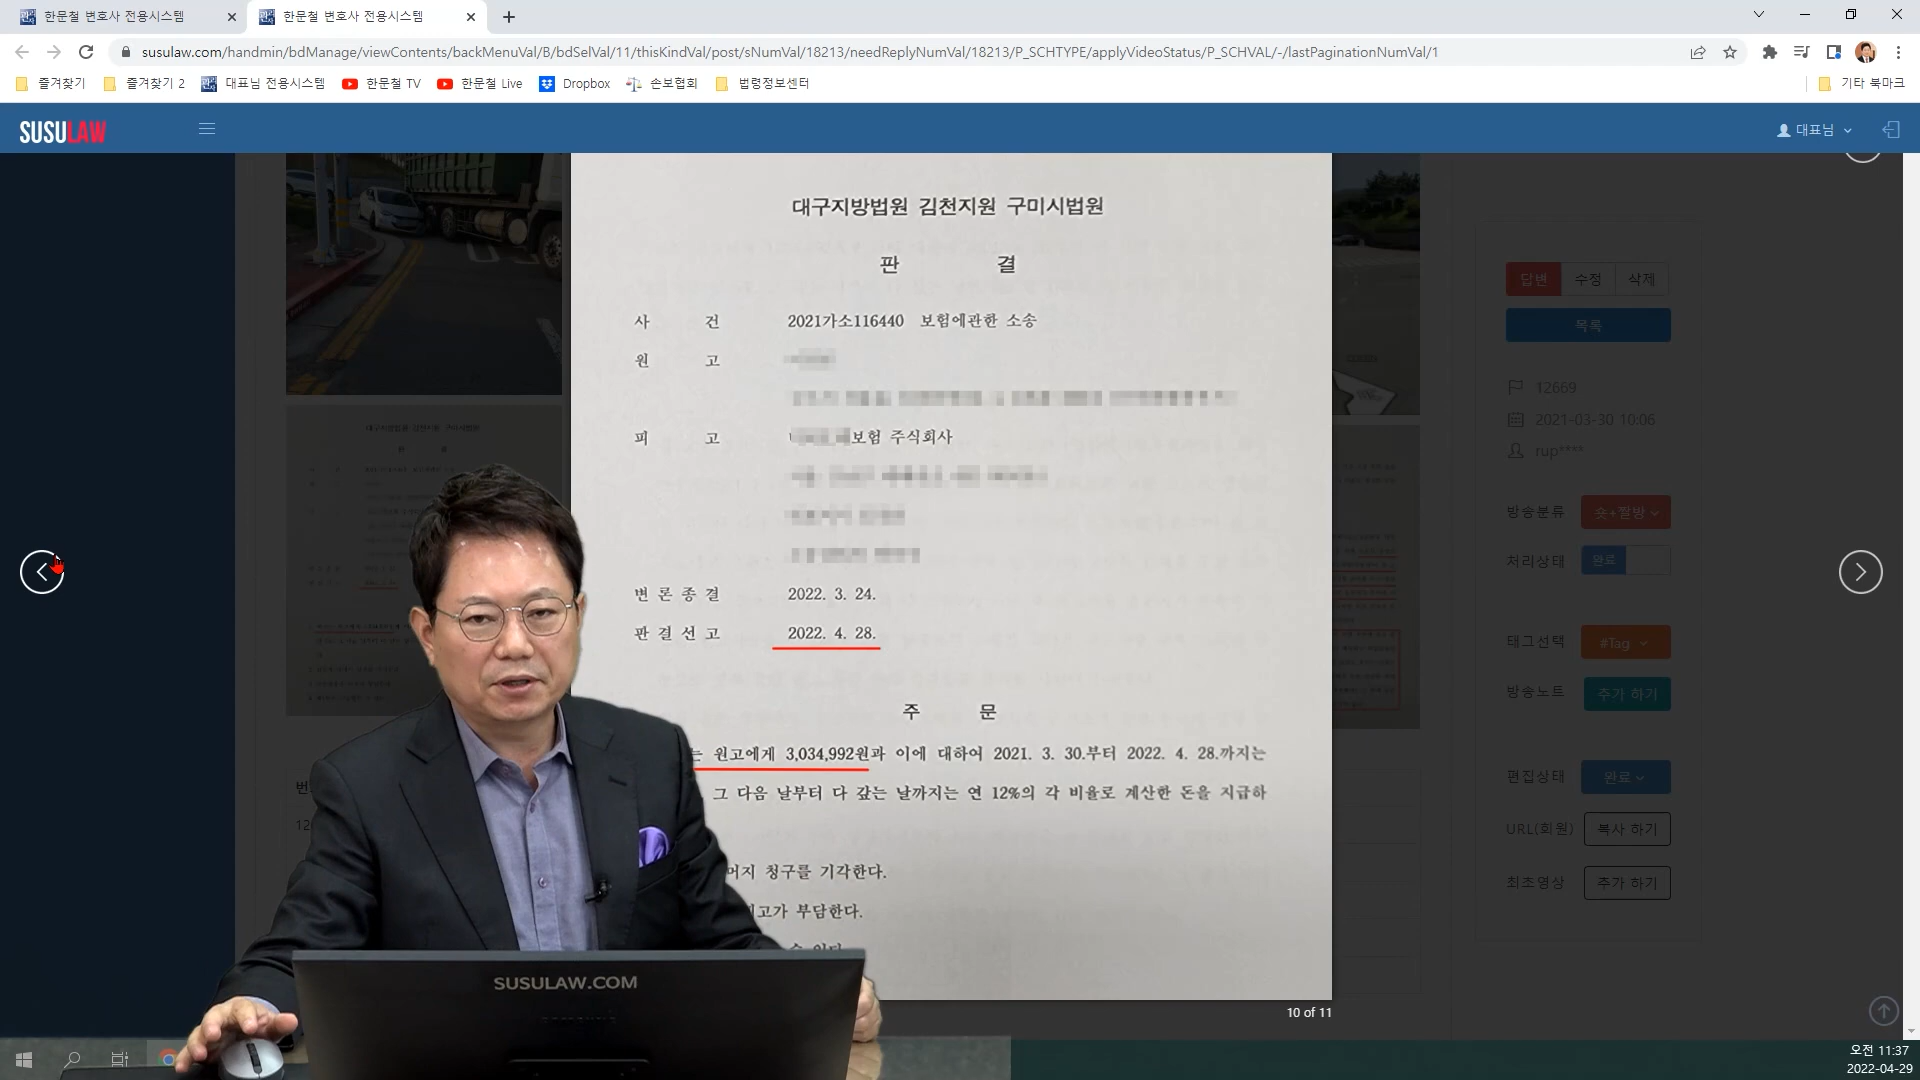 한문철 변호사 전용시스템
한문철 변호사 전용시스템
susulaw.com/handmin/bdManage/viewContents/backMenuVal/B/bdSelVal/11/thisKindVal/post/sNumVal/18213/needReplyNumVal/18213/P_SCHTYPE/applyVideoStatus/P_SCHVAL/-/lastPaginationNumVal/1
즐겨찾기
즐겨찾기 2
대표님 전용시스템
한문철 TV
한문철 Live
Dropbox
손보협회
법령정보센터
기타 북마크
SUSULAW
대표님
대구지방법원 김천지원 구미시법원
판 결
사 건 2021가소116440 보험에관한 소송
원 고
피 고 보험 주식회사
변 론 종 결 2022. 3. 24.
판 결 선 고 2022. 4. 28.
주 문
는 원고에게 3,034,992원과 이에 대하여 2021. 3. 30.부터 2022. 4. 28.까지는
그 다음 날부터 다 갚는 날까지는 연 12%의 각 비율로 계산한 돈을 지급하
머지 청구를 기각한다.
고가 부담한다.
10 of 11
답변 수정 삭제
목록
12669
2021-03-30 10:06
rup****
방송분류 숏+짤방
처리상태 완료
태그선택 #Tag
방송노트 추가 하기
편집상태 완료
URL(회원) 복사 하기
최초영상 추가 하기
SUSULAW.COM
오전 11:37
2022-04-29